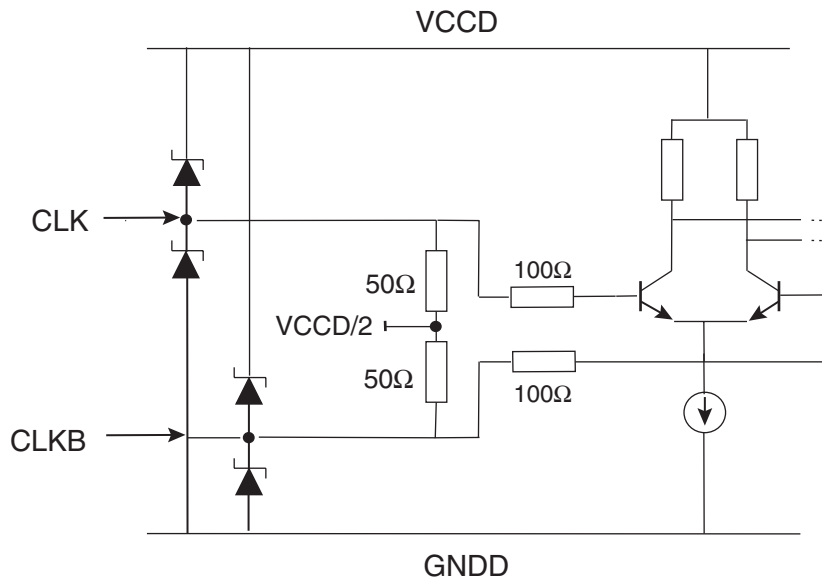 VCCD
CLK
50Ω
100Ω
VCCD/2
50Ω
100Ω
CLKB
GNDD